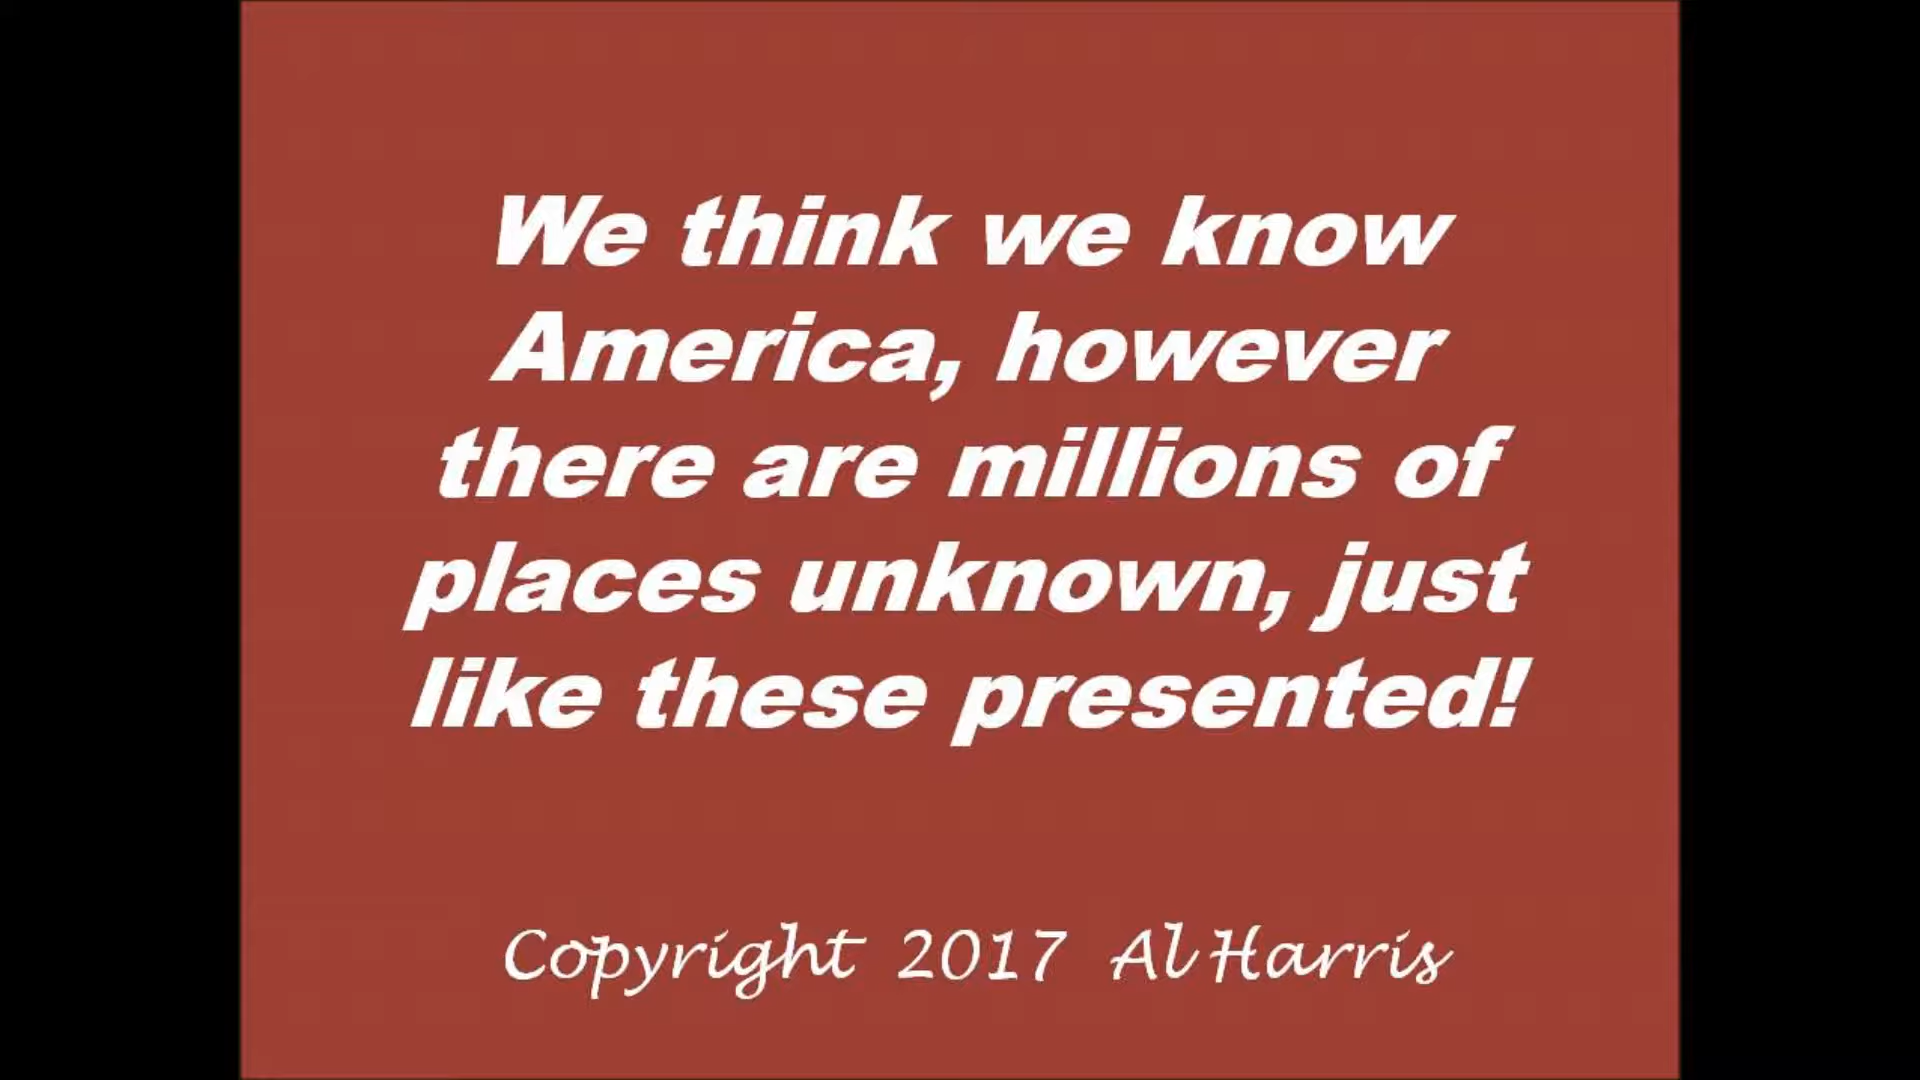 We think we know
America, however
there are millions of
places unknown, just
like these presented!
Copyright 2017 Al Harris